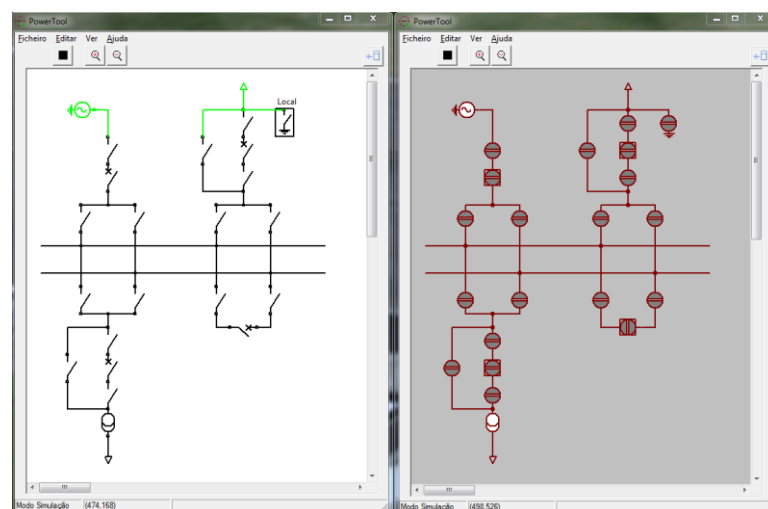 PowerTool
Ficheiro Editar Ver Ajuda
Local
Modo Simulação (474,168)
PowerTool
Ficheiro Editar Ver Ajuda
Modo Simulação (498,526)